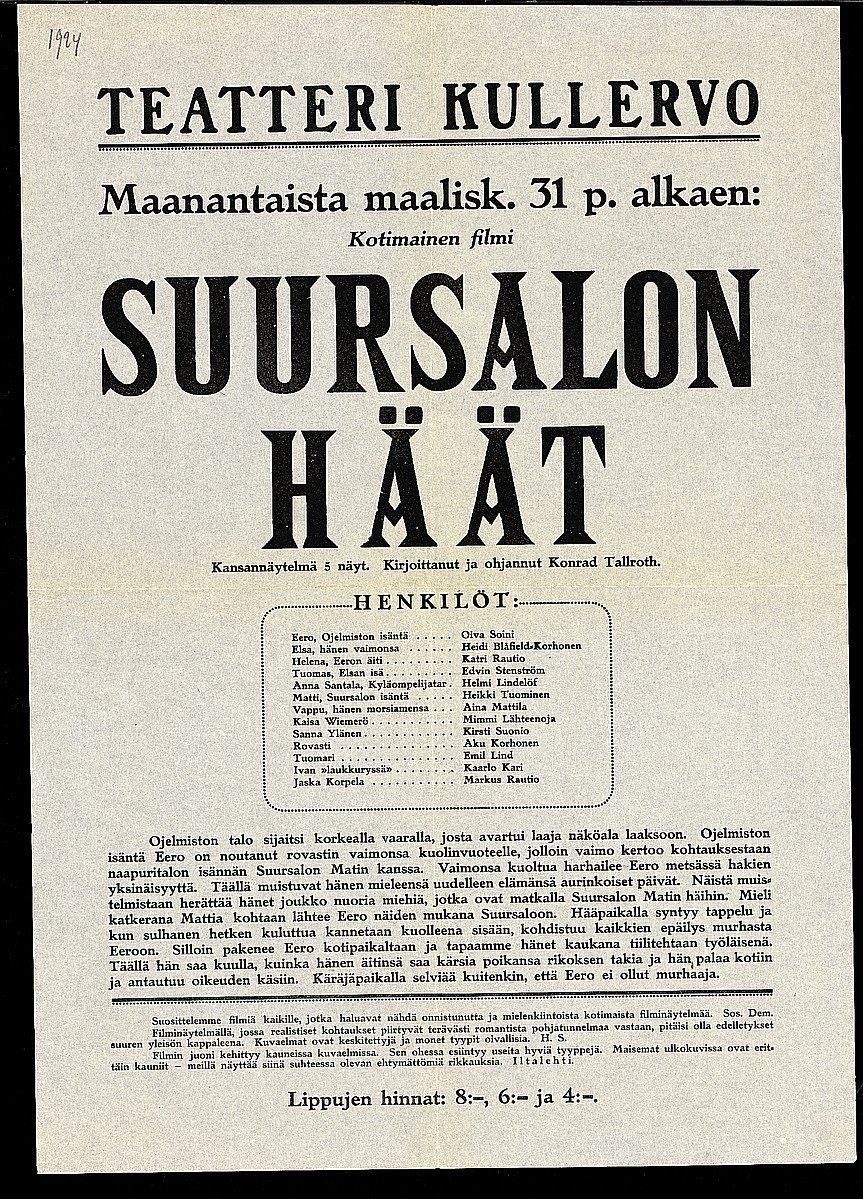 1924
TEATTERI KULLERVO
Maanantaista maalisk. 31 p. alkaen:
Kotimainen filmi
SUURSALON
HÄÄT
Kansannäytelmä 5 näyt. Kirjoittanut ja ohjannut Konrad Tallroth.
HENKILÖT:
Eero, Ojelmiston isäntä . . . . . Oiva Soini
Elsa, hänen vaimonsa . . . . . . Heidi Blåfield-Korhonen
Helena, Eeron äiti . . . . . . . . . Katri Rautio
Tuomas, Elsan isä . . . . . . . . . Edvin Stenström
Anna Santala, Kyläompelijatar . Helmi Lindelöf
Matti, Suursalon isäntä . . . . . Heikki Tuominen
Vappu, hänen morsiamensa . . . Aina Mattila
Kaisa Wiemerö . . . . . . . . . . . Mimmi Lähteenoja
Sanna Ylänen . . . . . . . . . . . . Kirsti Suonio
Rovasti . . . . . . . . . . . . . . . Aku Korhonen
Tuomari . . . . . . . . . . . . . . . Emil Lind
Ivan »laukkuryssä» . . . . . . . . Kaarlo Kari
Jaska Korpela . . . . . . . . . . . Markus Rautio
Ojelmiston talo sijaitsi korkealla vaaralla, josta avartui laaja näköala laaksoon. Ojelmiston
isäntä Eero on noutanut rovastin vaimonsa kuolinvuoteelle, jolloin vaimo kertoo kohtauksestaan
naapuritalon isännän Suursalon Matin kanssa. Vaimonsa kuoltua harhailee Eero metsässä hakien
yksinäisyyttä. Täällä muistuvat hänen mieleensä uudelleen elämänsä aurinkoiset päivät. Näistä muis-
telmistaan herättää hänet joukko nuoria miehiä, jotka ovat matkalla Suursalon Matin häihin. Mieli
katkerana Mattia kohtaan lähtee Eero näiden mukana Suursaloon. Hääpaikalla syntyy tappelu ja
kun sulhanen hetken kuluttua kannetaan kuolleena sisään, kohdistuu kaikkien epäilys murhasta
Eeroon. Silloin pakenee Eero kotipaikaltaan ja tapaamme hänet kaukana tiilitehtaan työläisenä.
Täällä hän saa kuulla, kuinka hänen äitinsä saa kärsiä poikansa rikoksen takia ja hän palaa kotiin
ja antautuu oikeuden käsiin. Käräjäpaikalla selviää kuitenkin, että Eero ei ollut murhaaja.
Suosittelemme filmiä kaikille, jotka haluavat nähdä onnistunutta ja mielenkiintoista kotimaista filminäytelmää. Sos. Dem.
Filminäytelmällä, jossa realistiset kohtaukset piirtyvät terävästi romantista pohjatunnelmaa vastaan, pitäisi olla edelletykset
suuren yleisön kappaleena. Kuvaelmat ovat keskitettyjä ja monet tyypit oivallisia. H. S.
Filmin juoni kehittyy kauneissa kuvaelmissa. Sen ohessa esiintyy useita hyviä tyyppejä. Maisemat ulkokuvissa ovat erit-
täin kauniit — meillä näyttää siinä suhteessa olevan ehtymättömiä rikkauksia. Iltalehti.
Lippujen hinnat: 8:-, 6:- ja 4:-.